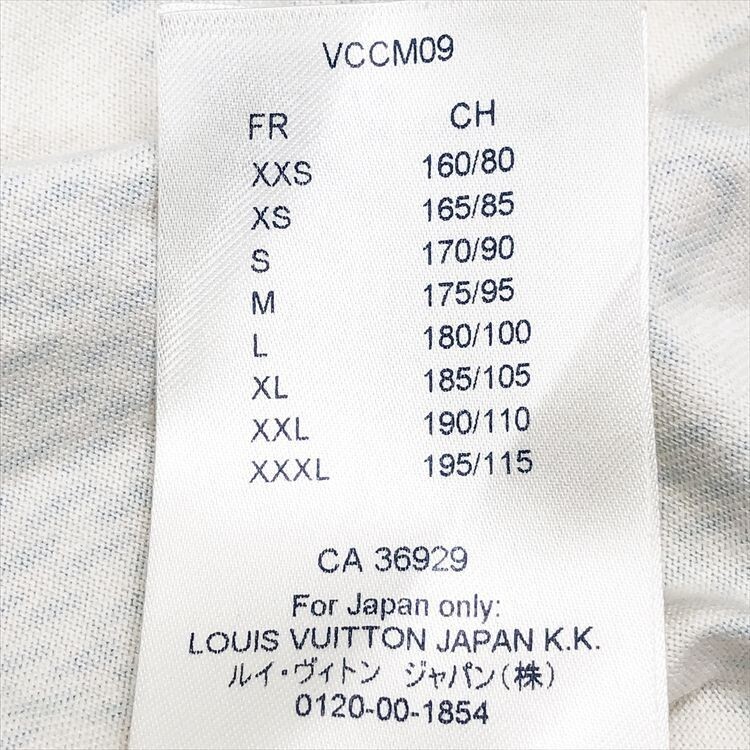 VCCM09
FR CH
XXS 160/80
XS 165/85
S 170/90
M 175/95
L 180/100
XL 185/105
XXL 190/110
XXXL 195/115
CA 36929
For Japan only:
LOUIS VUITTON JAPAN K.K.
ルイ・ヴィトン ジャパン(株)
0120-00-1854